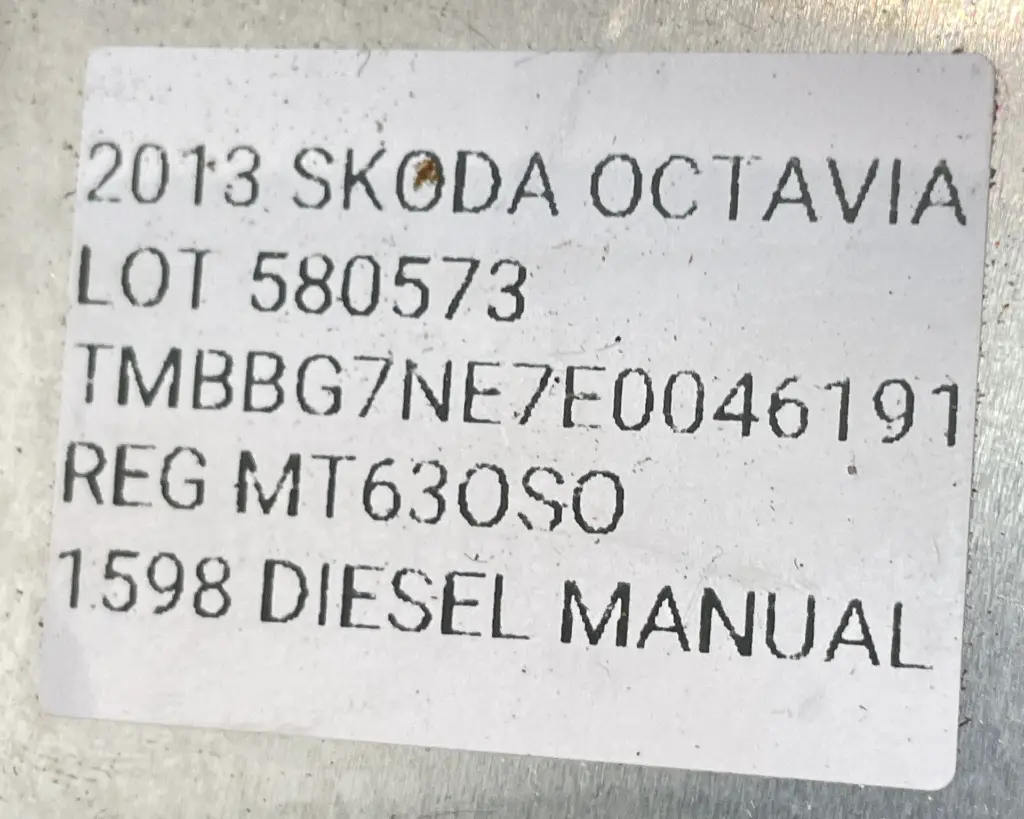 2013 SKODA OCTAVIA
LOT 580573
TMBBG7NE7E0046191
REG MT63OSO
1598 DIESEL MANUAL